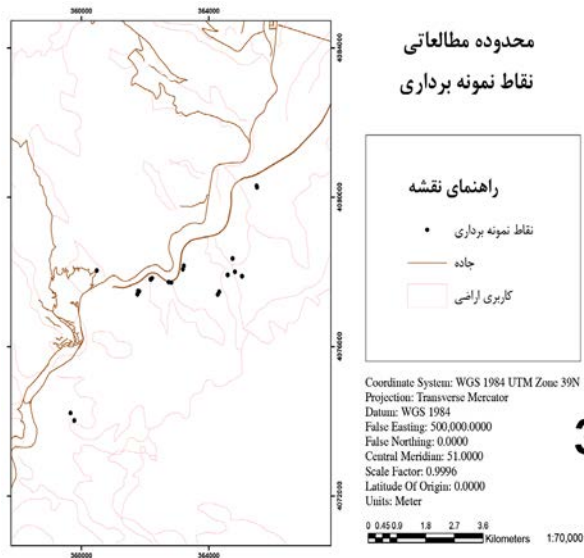 360000 364000
محدوده مطالعاتی
نقاط نمونه برداری
4084000
4080000
4076000
4072000
راهنمای نقشه
نقاط نمونه برداری
جاده
کاربری اراضی
Coordinate System: WGS 1984 UTM Zone 39N
Projection: Transverse Mercator
Datum: WGS 1984
False Easting: 500,000.0000
False Northing: 0.0000
Central Meridian: 51.0000
Scale Factor: 0.9996
Latitude Of Origin: 0.0000
Units: Meter
0 0.45 0.9 1.8 2.7 3.6
Kilometers 1:70,000
360000 364000